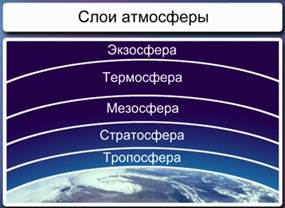 Слои атмосферы
Экзосфера
Термосфера
Мезосфера
Стратосфера
Тропосфера